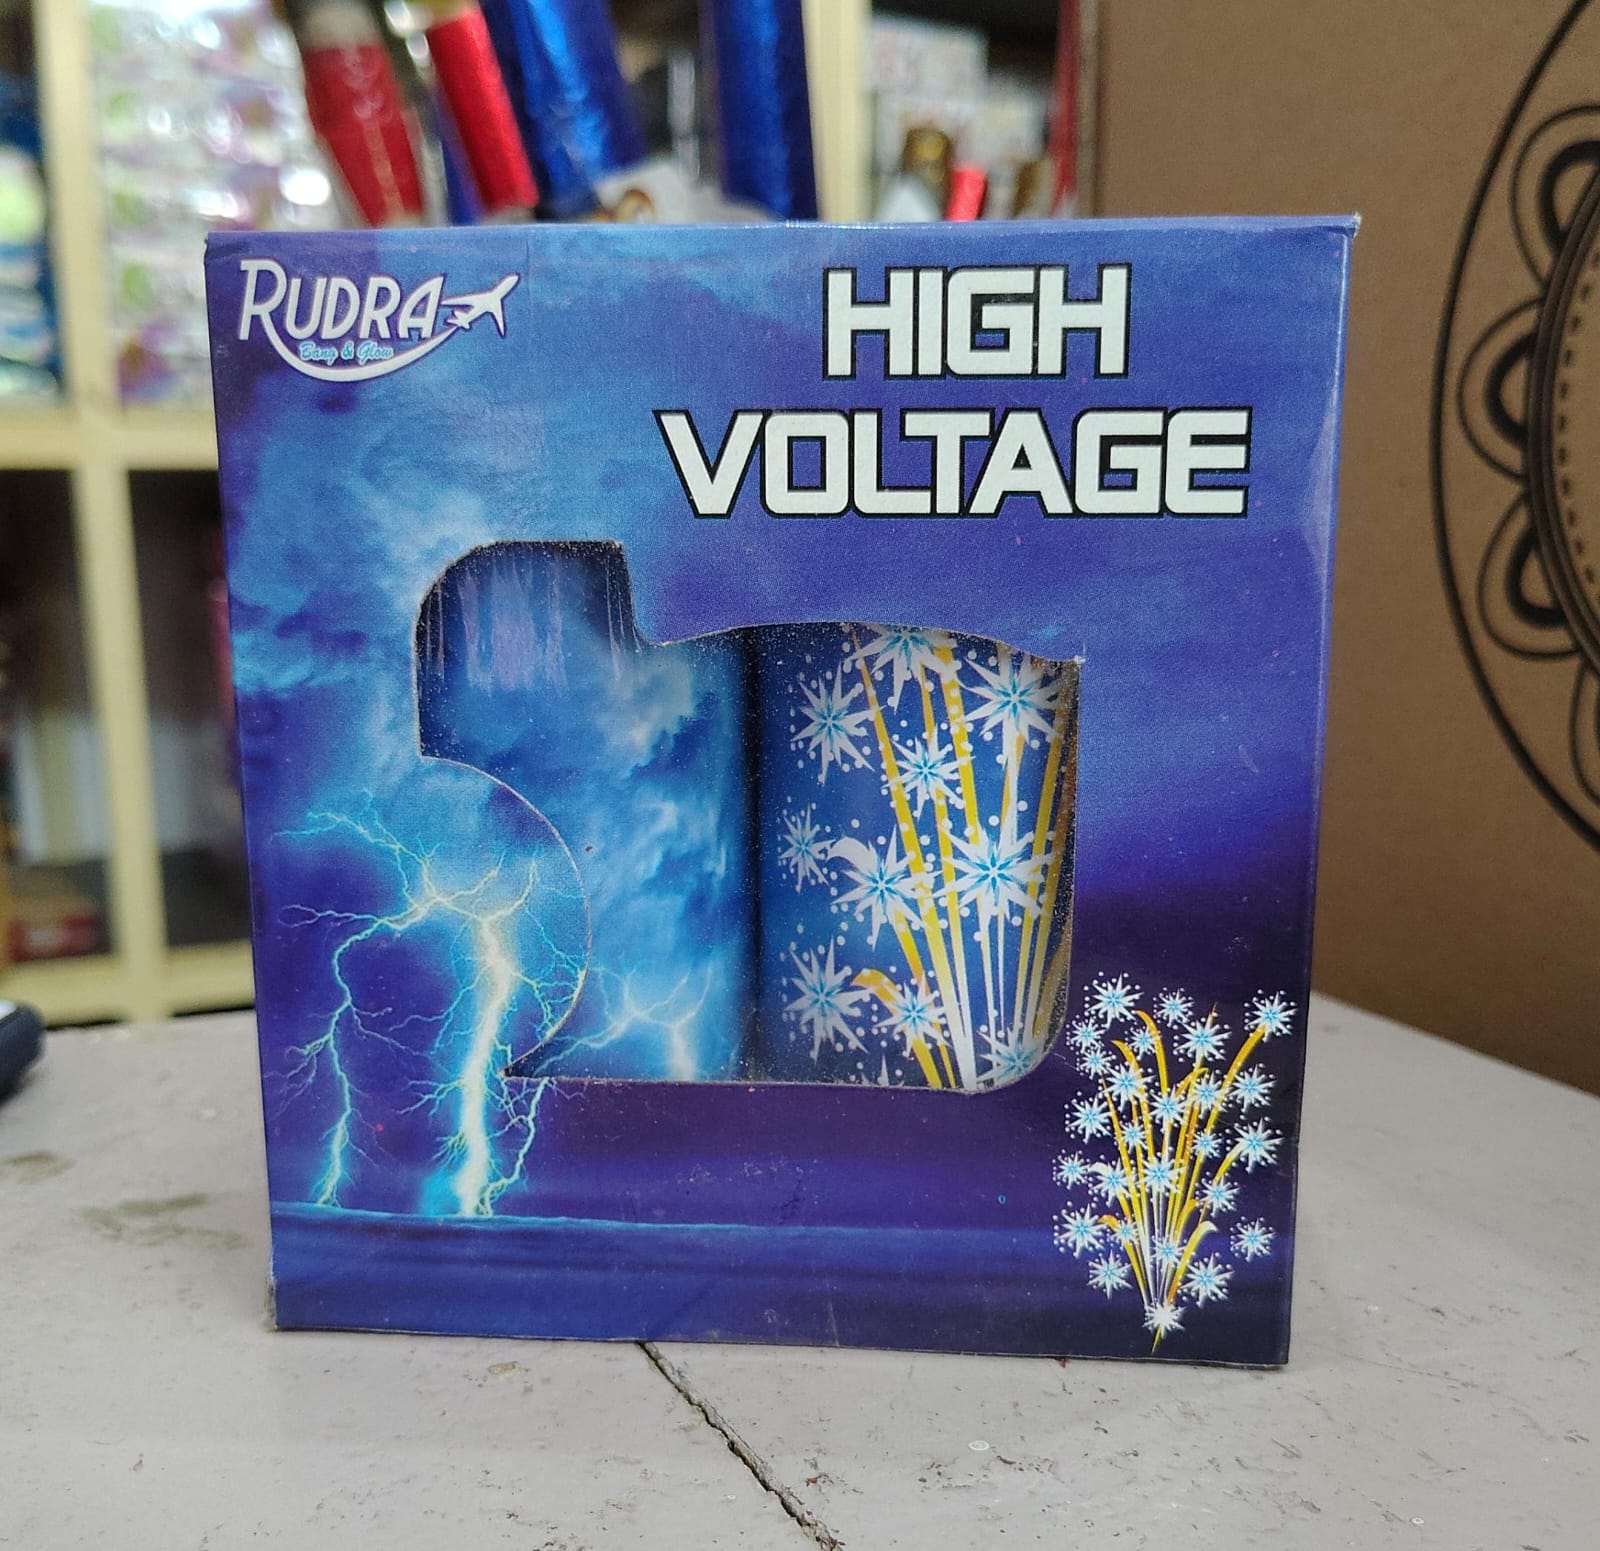 RUDRA
Bang & Glow
HIGH
VOLTAGE